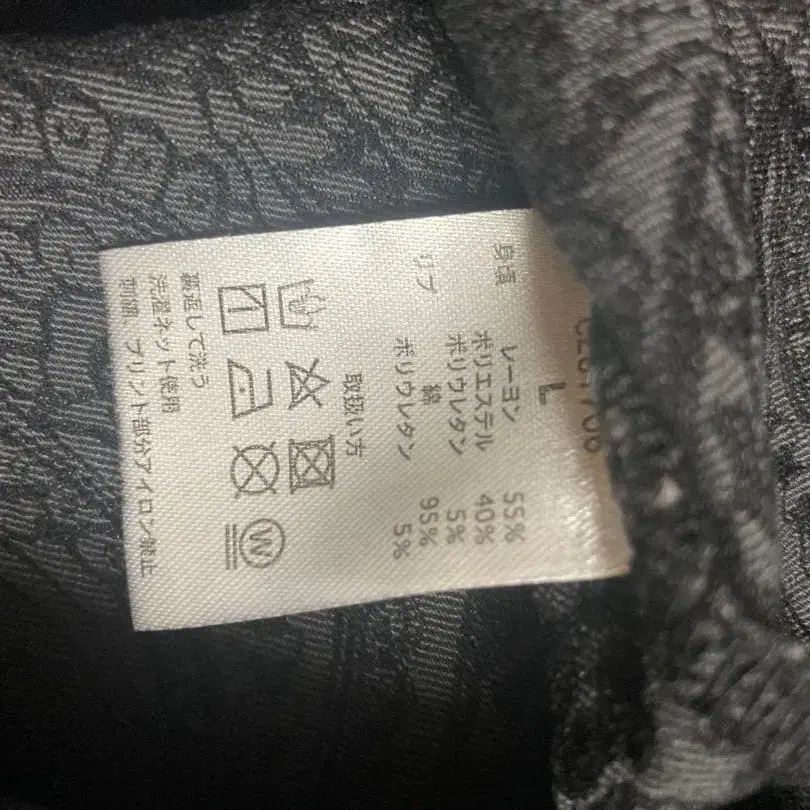 L
身頃 レーヨン 55%
ポリエステル 40%
ポリウレタン 5%
リブ 綿 95%
ポリウレタン 5%
取扱い方
W
裏返して洗う
洗濯ネット使用
刺繍、プリント部分アイロン禁止